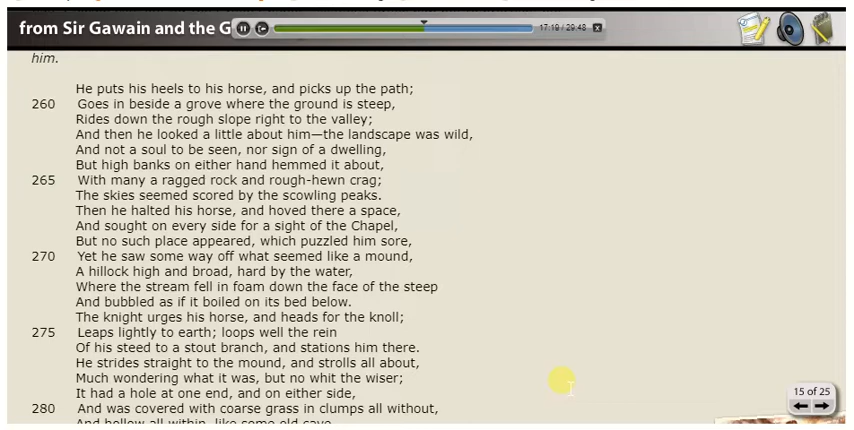 from Sir Gawain and the G
17:19 / 29:48
him.
He puts his heels to his horse, and picks up the path;
260 Goes in beside a grove where the ground is steep,
Rides down the rough slope right to the valley;
And then he looked a little about him—the landscape was wild,
And not a soul to be seen, nor sign of a dwelling,
But high banks on either hand hemmed it about,
265 With many a ragged rock and rough-hewn crag;
The skies seemed scored by the scowling peaks.
Then he halted his horse, and hoved there a space,
And sought on every side for a sight of the Chapel,
But no such place appeared, which puzzled him sore,
270 Yet he saw some way off what seemed like a mound,
A hillock high and broad, hard by the water,
Where the stream fell in foam down the face of the steep
And bubbled as if it boiled on its bed below.
The knight urges his horse, and heads for the knoll;
275 Leaps lightly to earth; loops well the rein
Of his steed to a stout branch, and stations him there.
He strides straight to the mound, and strolls all about,
Much wondering what it was, but no whit the wiser;
It had a hole at one end, and on either side,
280 And was covered with coarse grass in clumps all without,
And hollow all within, like some old cave
15 of 25